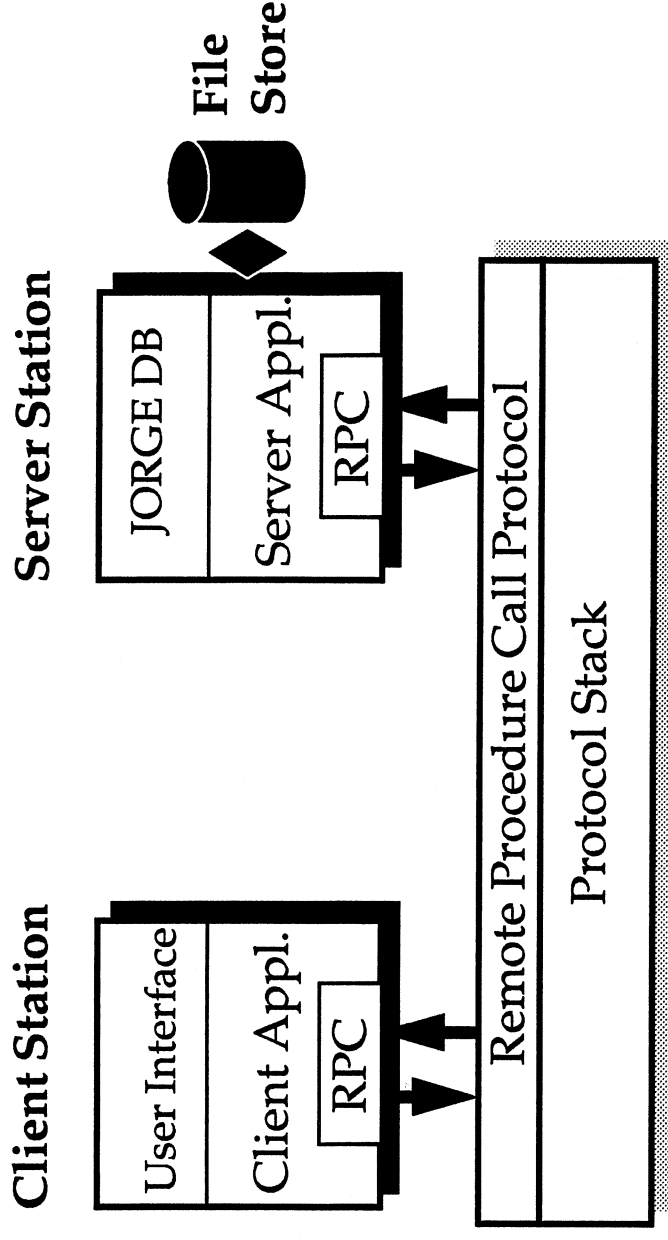 Client Station
Server Station
User Interface
Client Appl.
RPC
JORGE DB
Server Appl.
RPC
File
Store
Remote Procedure Call Protocol
Protocol Stack